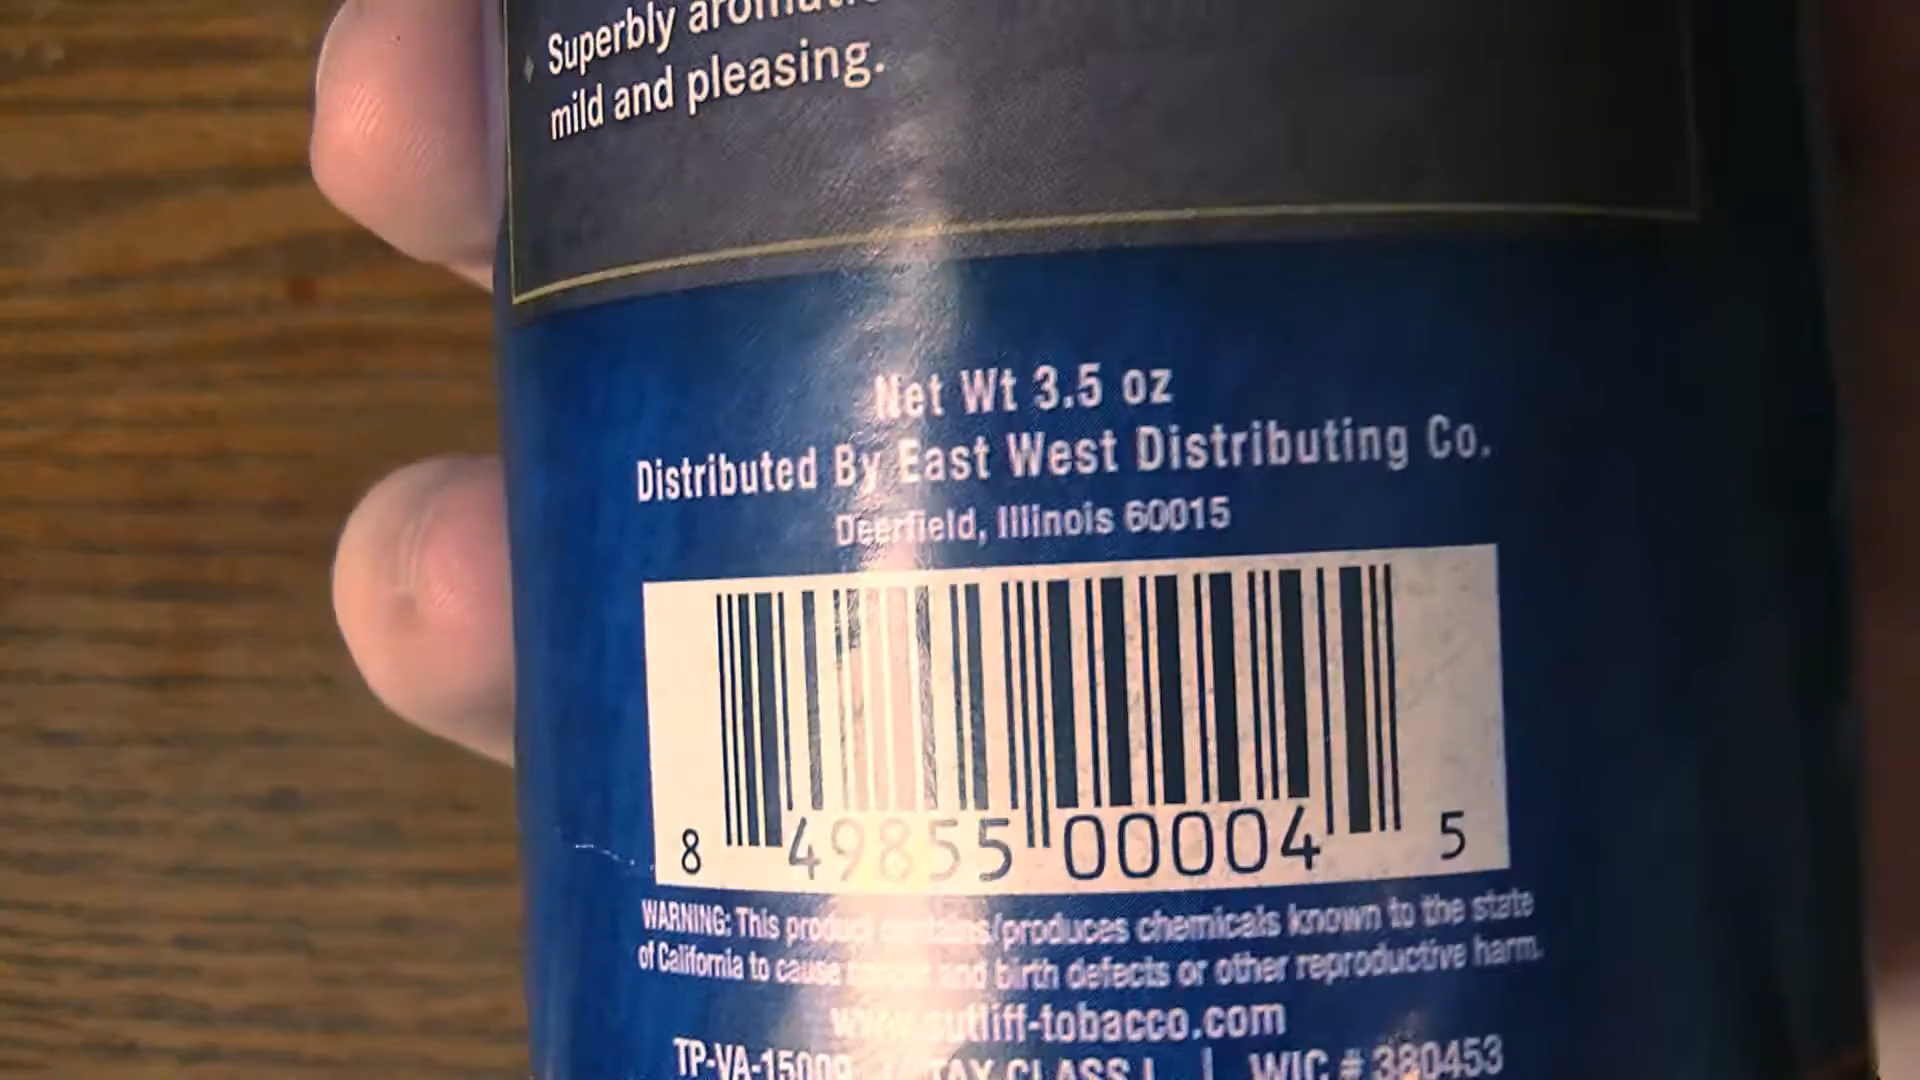 Superbly aromatic
mild and pleasing.
Net Wt 3.5 oz
Distributed By East West Distributing Co.
Deerfield, Illinois 60015
8 49855 00004 5
WARNING: This product contains/produces chemicals known to the state
of California to cause cancer and birth defects or other reproductive harm.
www.sutliff-tobacco.com
TP-VA-15009 TAX CLASS L | WIC # 380453